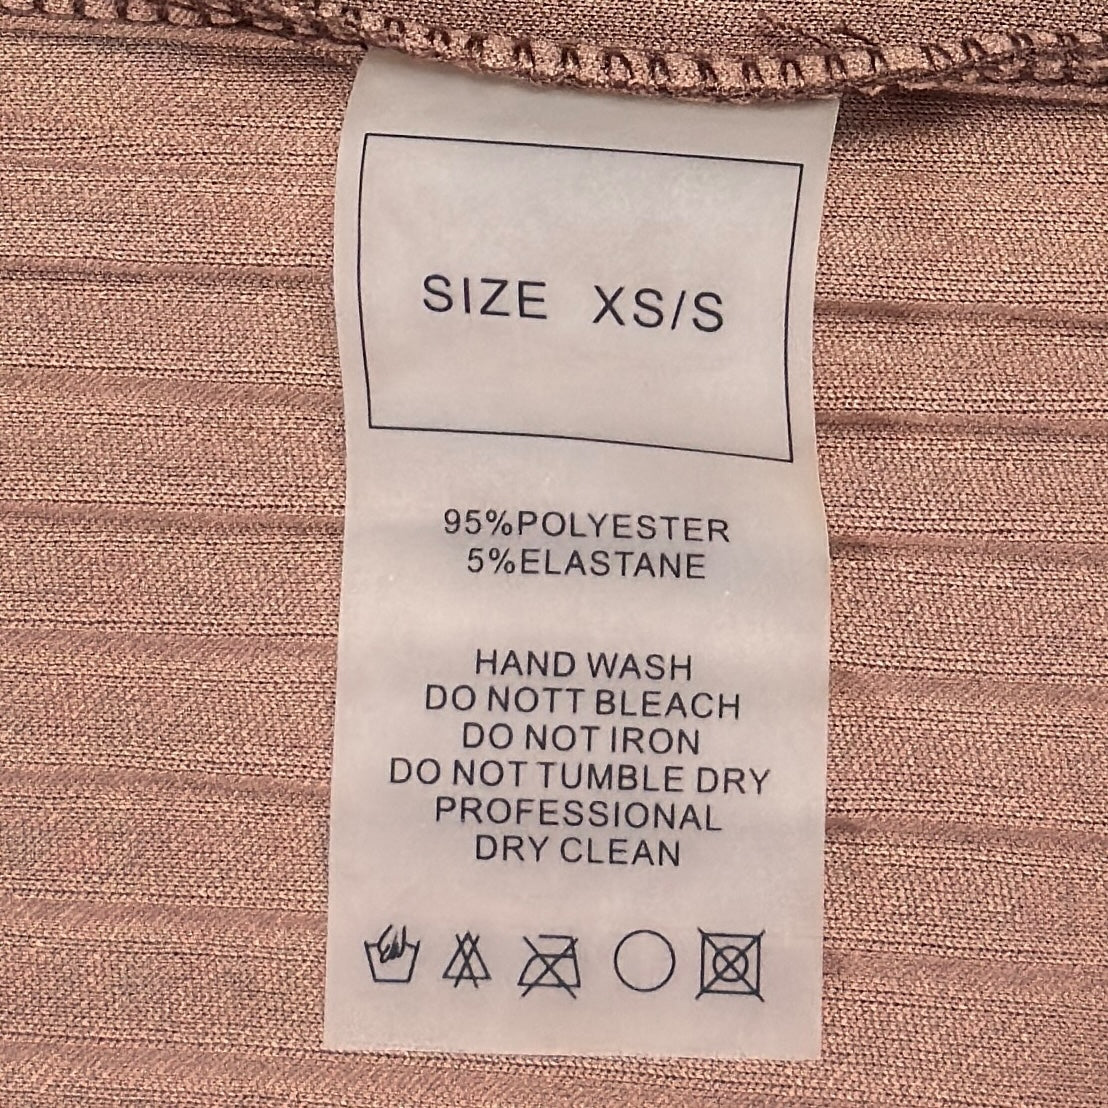 SIZE XS/S
95%POLYESTER
5%ELASTANE
HAND WASH
DO NOTT BLEACH
DO NOT IRON
DO NOT TUMBLE DRY
PROFESSIONAL
DRY CLEAN